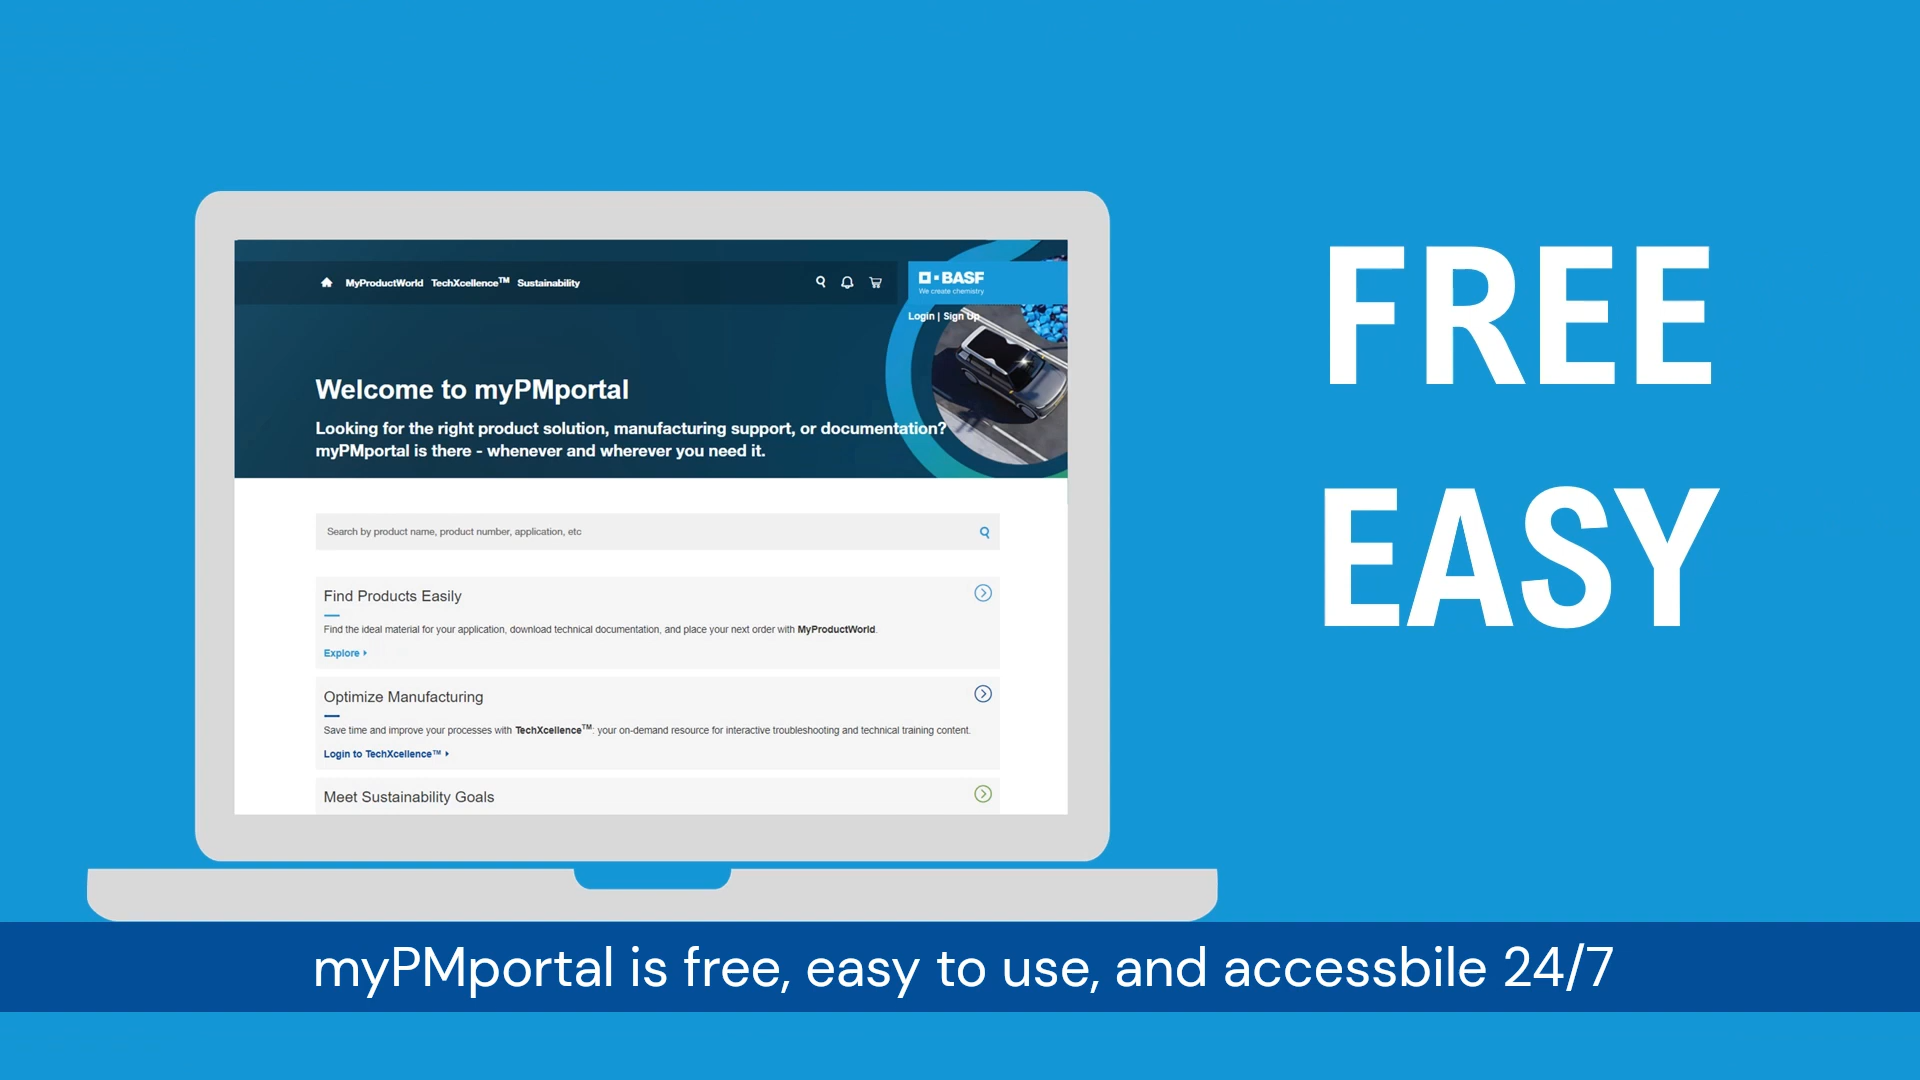 MyProductWorld TechXcellence™ Sustainability
BASF
We create chemistry
Login | Sign Up
Welcome to myPMportal
Looking for the right product solution, manufacturing support, or documentation?
myPMportal is there - whenever and wherever you need it.
Search by product name, product number, application, etc
Find Products Easily
Find the ideal material for your application, download technical documentation, and place your next order with MyProductWorld.
Explore
Optimize Manufacturing
Save time and improve your processes with TechXcellence™: your on-demand resource for interactive troubleshooting and technical training content.
Login to TechXcellence™
Meet Sustainability Goals
FREE
EASY
myPMportal is free, easy to use, and accessbile 24/7